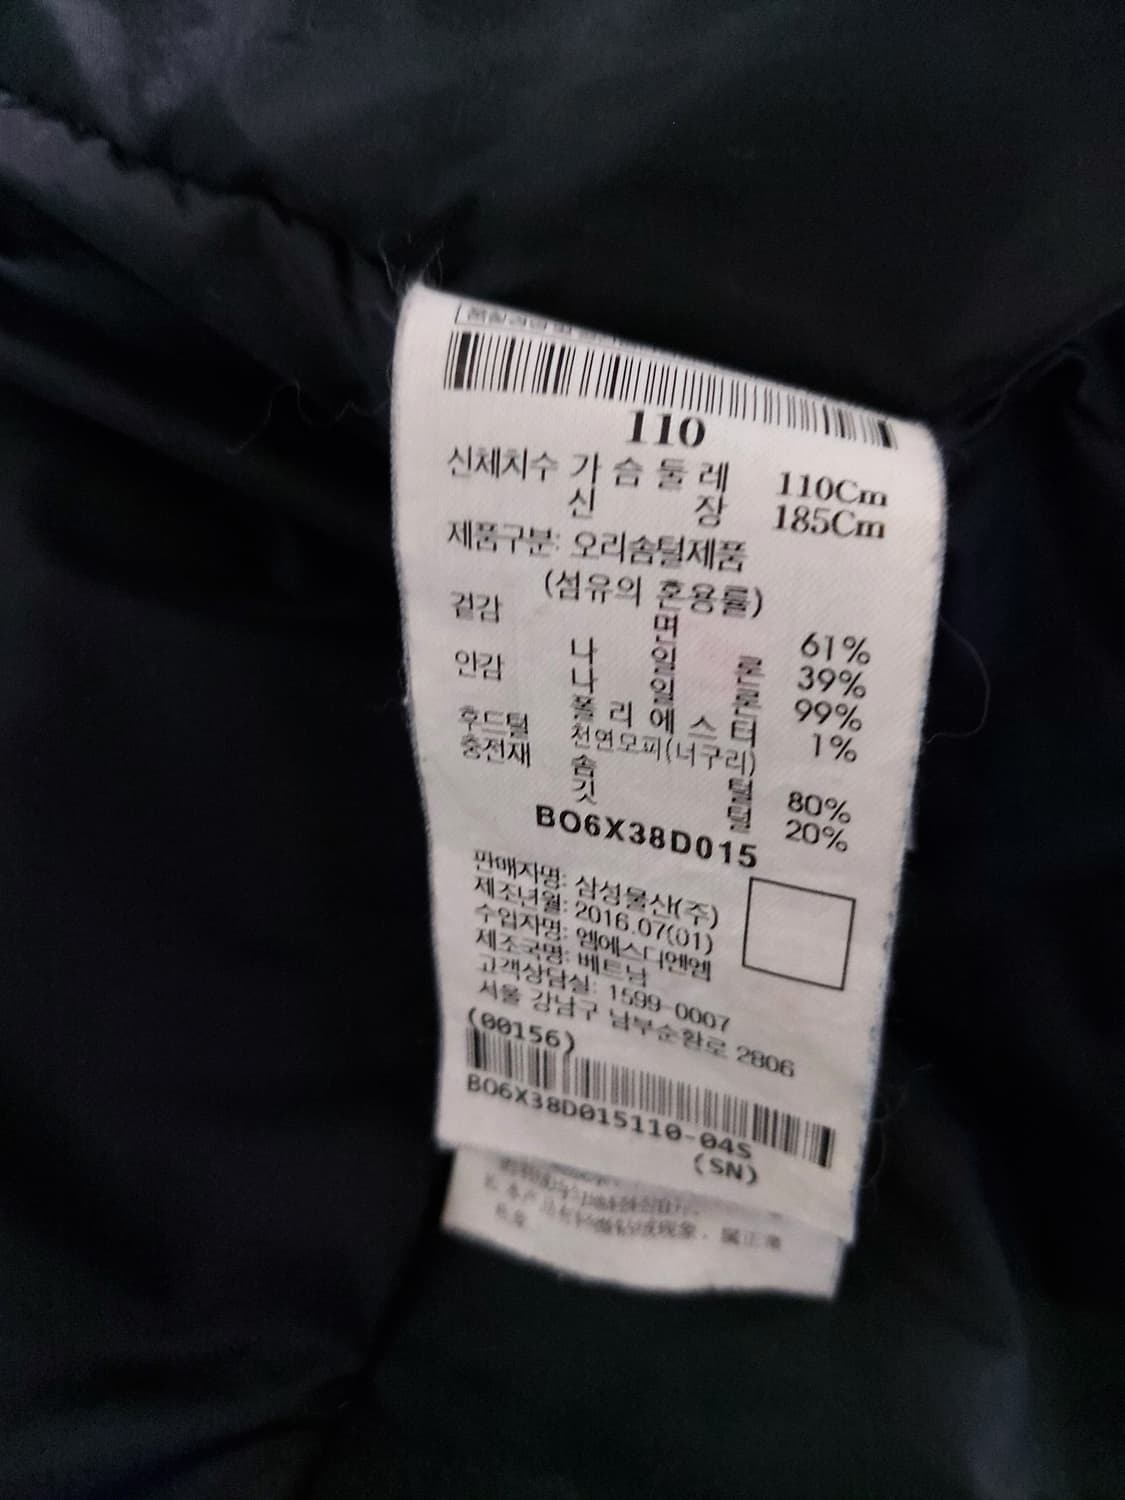 110
신체치수 가 슴 둘 레 110Cm
신 장 185Cm
제품구분: 오리솜털제품
(섬유의 혼용률)
겉감 면 61%
나 일 론 39%
안감 나 일 론 99%
폴 리 에 스 터 1%
후드털 천연모피(너구리)
충전재 솜 털 80%
깃 털 20%
BO6X38D015
판매자명: 삼성물산(주)
제조년월: 2016.07(01)
수입자명: 엠에스디앤엠
제조국명: 베트남
고객상담실: 1599-0007
서울 강남구 남부순환로 2806
(00156)
BO6X38D015110-04S
(SN)
现象，属正常